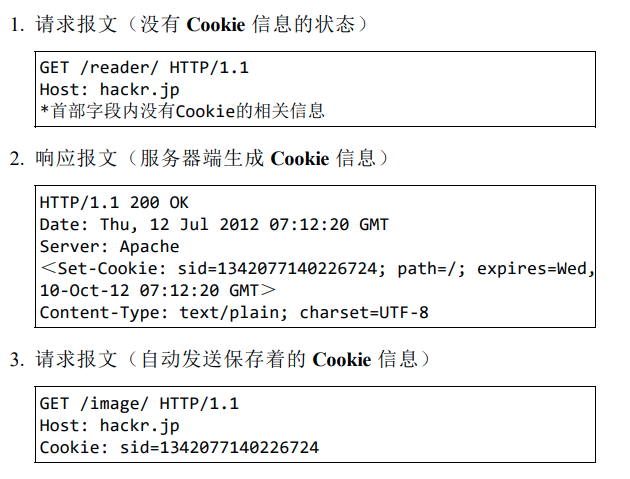 1. 请求报文（没有 Cookie 信息的状态）
GET /reader/ HTTP/1.1
Host: hackr.jp
*首部字段内没有Cookie的相关信息
2. 响应报文（服务器端生成 Cookie 信息）
HTTP/1.1 200 OK
Date: Thu, 12 Jul 2012 07:12:20 GMT
Server: Apache
＜Set-Cookie: sid=1342077140226724; path=/; expires=Wed,
10-Oct-12 07:12:20 GMT＞
Content-Type: text/plain; charset=UTF-8
3. 请求报文（自动发送保存着的 Cookie 信息）
GET /image/ HTTP/1.1
Host: hackr.jp
Cookie: sid=1342077140226724